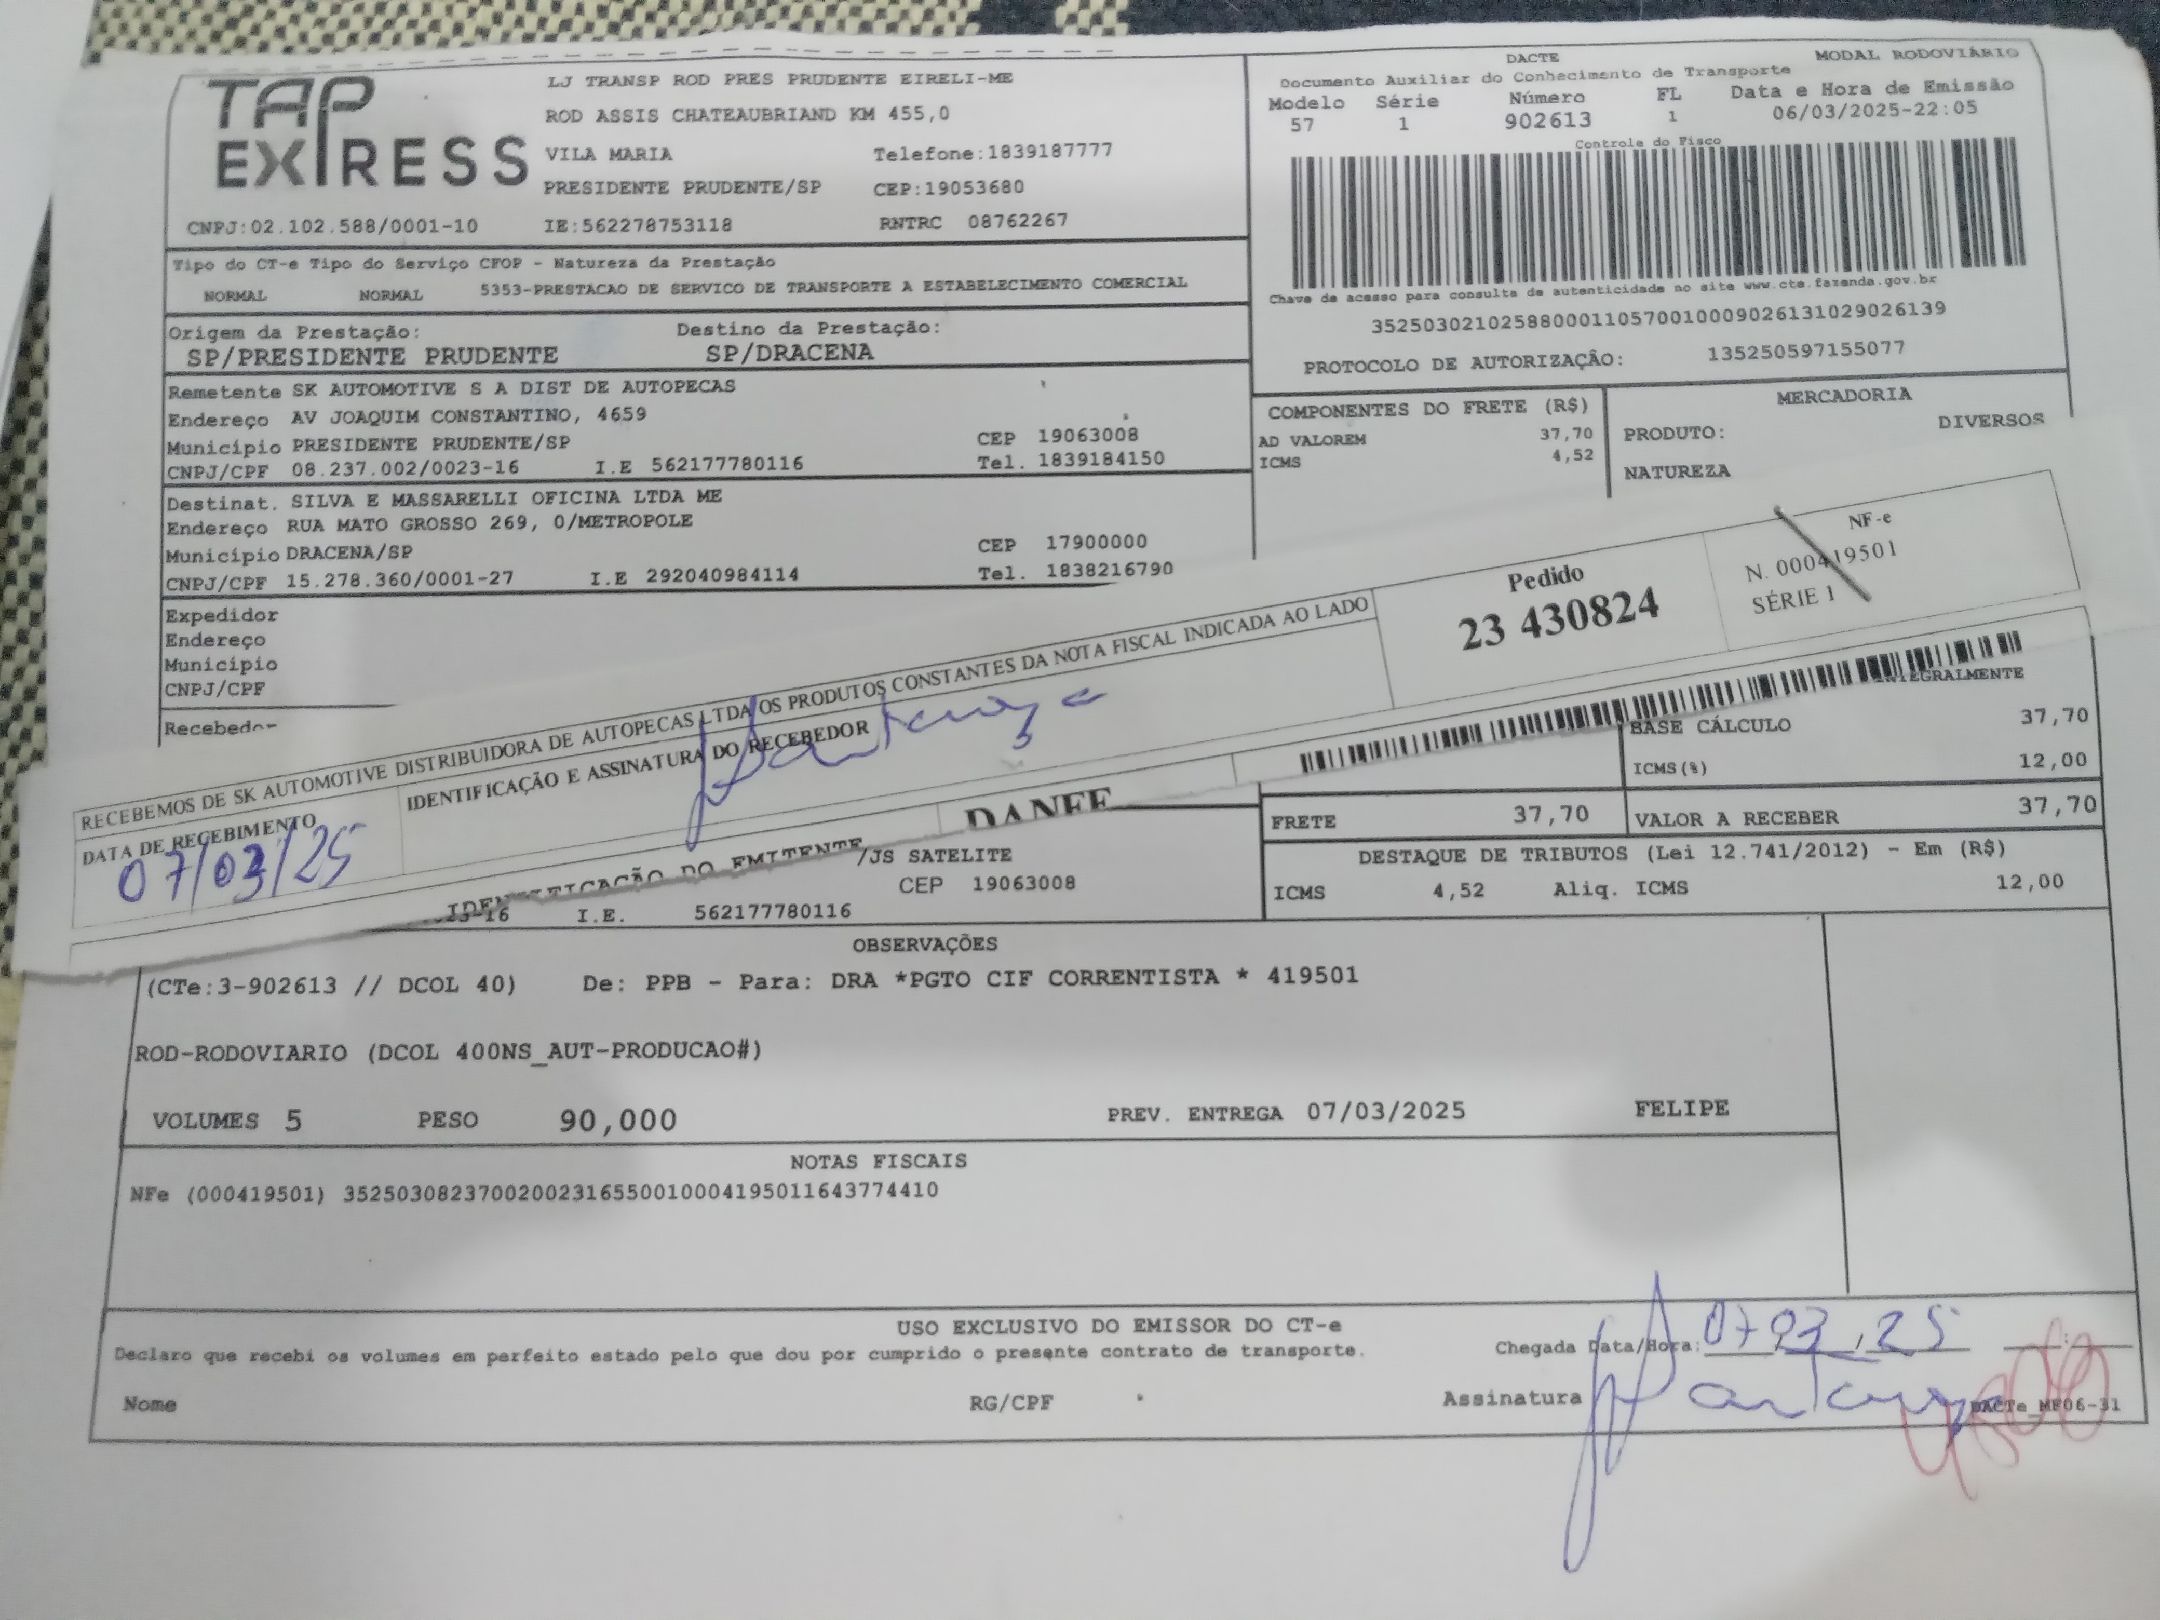 TAP EXPRESS
LJ TRANSP ROD PRES PRUDENTE EIRELI-ME
ROD ASSIS CHATEAUBRIAND KM 455,0
VILA MARIA Telefone:1839187777
PRESIDENTE PRUDENTE/SP CEP:19053680
CNPJ:02.102.588/0001-10 IE:562278753118 RNTRC 08762267
DACTE MODAL RODOVIÁRIO
Documento Auxiliar do Conhecimento de Transporte
Modelo Série Número FL Data e Hora de Emissão
57 1 902613 1 06/03/2025-22:05
Controle do Fisco
Chave de acesso para consulta de autenticidade no site www.cte.fazenda.gov.br
35250302102588000110570010009026131029026139
PROTOCOLO DE AUTORIZAÇÃO: 135250597155077
Tipo do CT-e Tipo do Serviço CFOP - Natureza da Prestação
NORMAL NORMAL 5353-PRESTACAO DE SERVICO DE TRANSPORTE A ESTABELECIMENTO COMERCIAL
Origem da Prestação: Destino da Prestação:
SP/PRESIDENTE PRUDENTE SP/DRACENA
Remetente SK AUTOMOTIVE S A DIST DE AUTOPECAS
Endereço AV JOAQUIM CONSTANTINO, 4659
Município PRESIDENTE PRUDENTE/SP CEP 19063008
CNPJ/CPF 08.237.002/0023-16 I.E 562177780116 Tel. 1839184150
COMPONENTES DO FRETE (R$)
AD VALOREM 37,70
ICMS 4,52
MERCADORIA
PRODUTO: DIVERSOS
NATUREZA
Destinat. SILVA E MASSARELLI OFICINA LTDA ME
Endereço RUA MATO GROSSO 269, 0/METROPOLE
Município DRACENA/SP CEP 17900000
CNPJ/CPF 15.278.360/0001-27 I.E 292040984114 Tel. 1838216790
Expedidor
Endereço
Município
CNPJ/CPF
RECEBEMOS DE SK AUTOMOTIVE DISTRIBUIDORA DE AUTOPECAS LTDA OS PRODUTOS CONSTANTES DA NOTA FISCAL INDICADA AO LADO
DATA DE RECEBIMENTO IDENTIFICAÇÃO E ASSINATURA DO RECEBEDOR
07/03/25
Pedido
23 430824
NF-e
N. 000419501
SÉRIE 1
IDENTIFICAÇÃO DO EMITENTE
DANFE
INTEGRALMENTE
BASE CÁLCULO 37,70
ICMS(%) 12,00
FRETE 37,70 VALOR A RECEBER 37,70
/JS SATELITE
CEP 19063008
I.E. 562177780116
DESTAQUE DE TRIBUTOS (Lei 12.741/2012) - Em (R$)
ICMS 4,52 Aliq. ICMS 12,00
OBSERVAÇÕES
(CTe:3-902613 // DCOL 40) De: PPB - Para: DRA *PGTO CIF CORRENTISTA * 419501
ROD-RODOVIARIO (DCOL 400NS_AUT-PRODUCAO#)
VOLUMES 5 PESO 90,000 PREV. ENTREGA 07/03/2025 FELIPE
NOTAS FISCAIS
NFe (000419501) 35250308237002002316550010004195011643774410
USO EXCLUSIVO DO EMISSOR DO CT-e
Declaro que recebi os volumes em perfeito estado pelo que dou por cumprido o presente contrato de transporte.
Chegada Data/Hora: 07 03 25
Nome RG/CPF Assinatura
DACTe_MF06-31